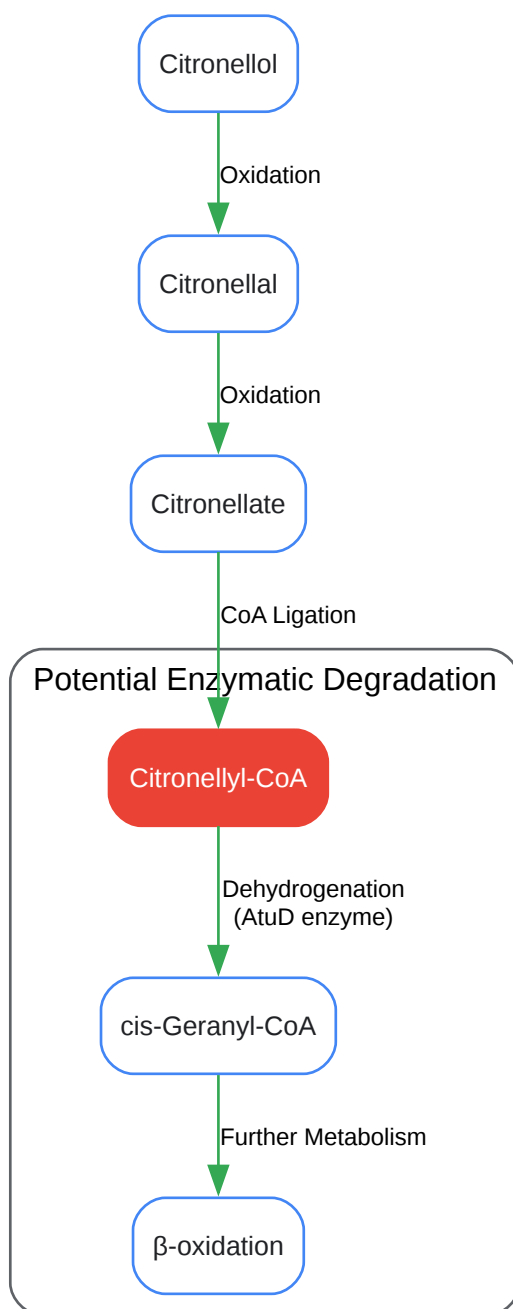 Citronellol
Oxidation
Citronellal
Oxidation
Citronellate
CoA Ligation
Potential Enzymatic Degradation
Citronellyl-CoA
Dehydrogenation
(AtuD enzyme)
cis-Geranyl-CoA
Further Metabolism
β-oxidation